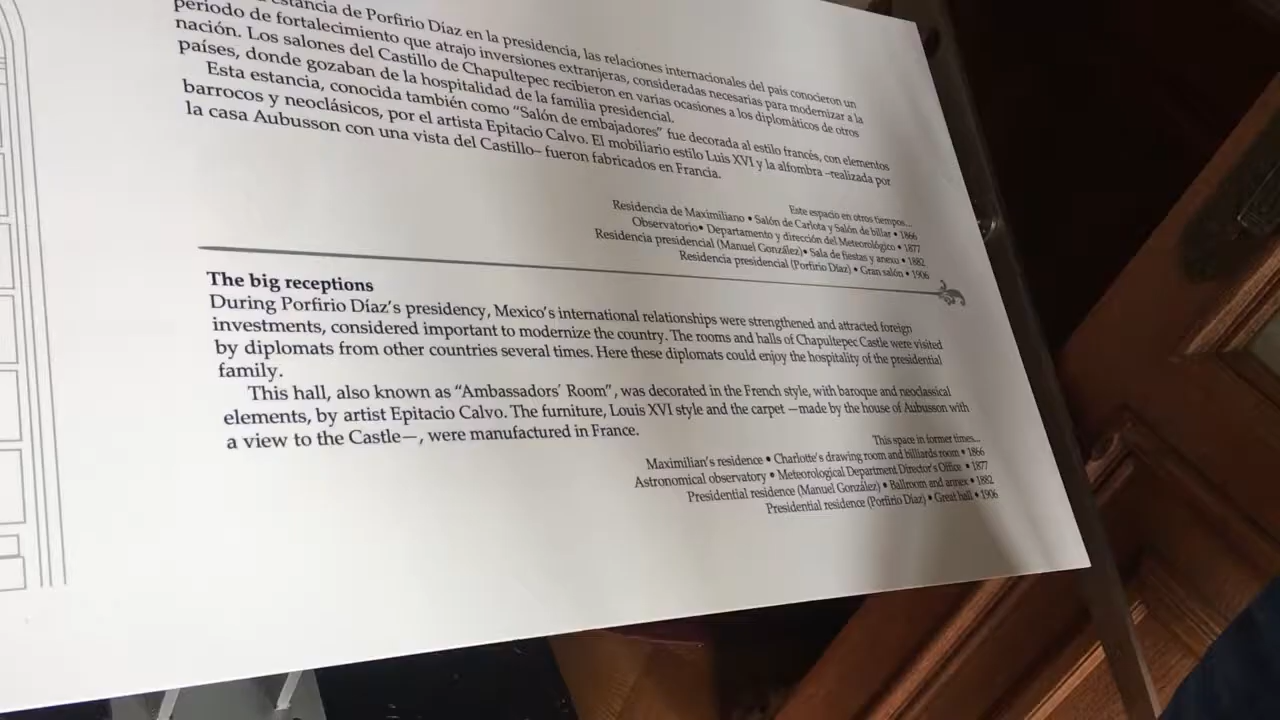 estancia de Porfirio Díaz en la presidencia, las relaciones internacionales del país conocieron un
periodo de fortalecimiento que atrajo inversiones extranjeras, consideradas necesarias para modernizar a la
nación. Los salones del Castillo de Chapultepec recibieron en varias ocasiones a los diplomáticos de otros
países, donde gozaban de la hospitalidad de la familia presidencial.
Esta estancia, conocida también como “Salón de embajadores” fue decorada al estilo francés, con elementos
barrocos y neoclásicos, por el artista Epitacio Calvo. El mobiliario estilo Luis XVI y la alfombra –realizada por
la casa Aubusson con una vista del Castillo– fueron fabricados en Francia.
Este espacio en otros tiempos...
Residencia de Maximiliano • Salón de Carlota y Salón de billar • 1866
Observatorio• Departamento y dirección del Meteorológico • 1877
Residencia presidencial (Manuel González)• Sala de fiestas y anexo • 1882
Residencia presidencial (Porfirio Díaz) • Gran salón • 1906
The big receptions
During Porfirio Díaz’s presidency, Mexico’s international relationships were strengthened and attracted foreign
investments, considered important to modernize the country. The rooms and halls of Chapultepec Castle were visited
by diplomats from other countries several times. Here these diplomats could enjoy the hospitality of the presidential
family.
This hall, also known as “Ambassadors’ Room”, was decorated in the French style, with baroque and neoclassical
elements, by artist Epitacio Calvo. The furniture, Louis XVI style and the carpet —made by the house of Aubusson with
a view to the Castle—, were manufactured in France.
This space in former times...
Maximilian’s residence • Charlotte’s drawing room and billiards room • 1866
Astronomical observatory • Meteorological Department Director’s Office • 1877
Presidential residence (Manuel González) • Ballroom and annex • 1882
Presidential residence (Porfirio Díaz) • Great hall • 1906